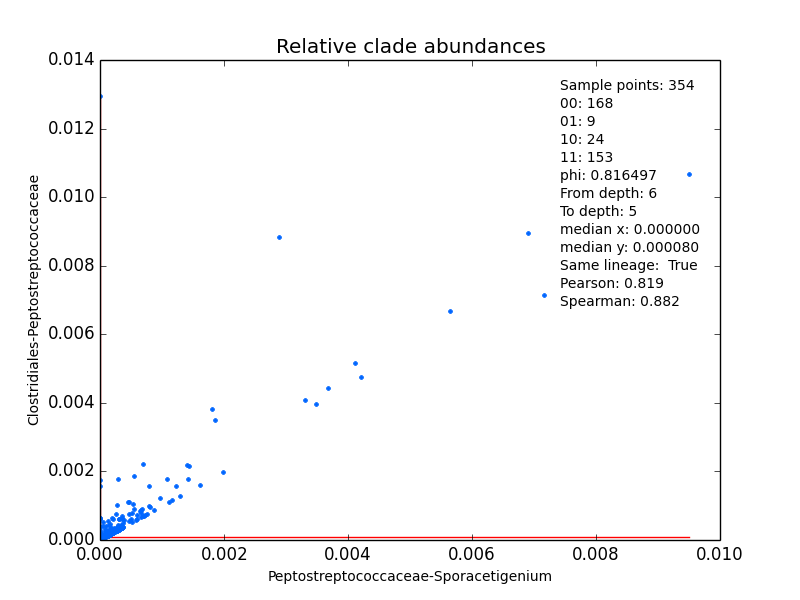 Relative clade abundances
Sample points: 354
00: 168
01: 9
10: 24
11: 153
phi: 0.816497
From depth: 6
To depth: 5
median x: 0.000000
median y: 0.000080
Same lineage:  True
Pearson: 0.819
Spearman: 0.882
Clostridiales-Peptostreptococcaceae
0.014
0.012
0.010
0.008
0.006
0.004
0.002
0.000
0.000 0.002 0.004 0.006 0.008 0.010
Peptostreptococcaceae-Sporacetigenium